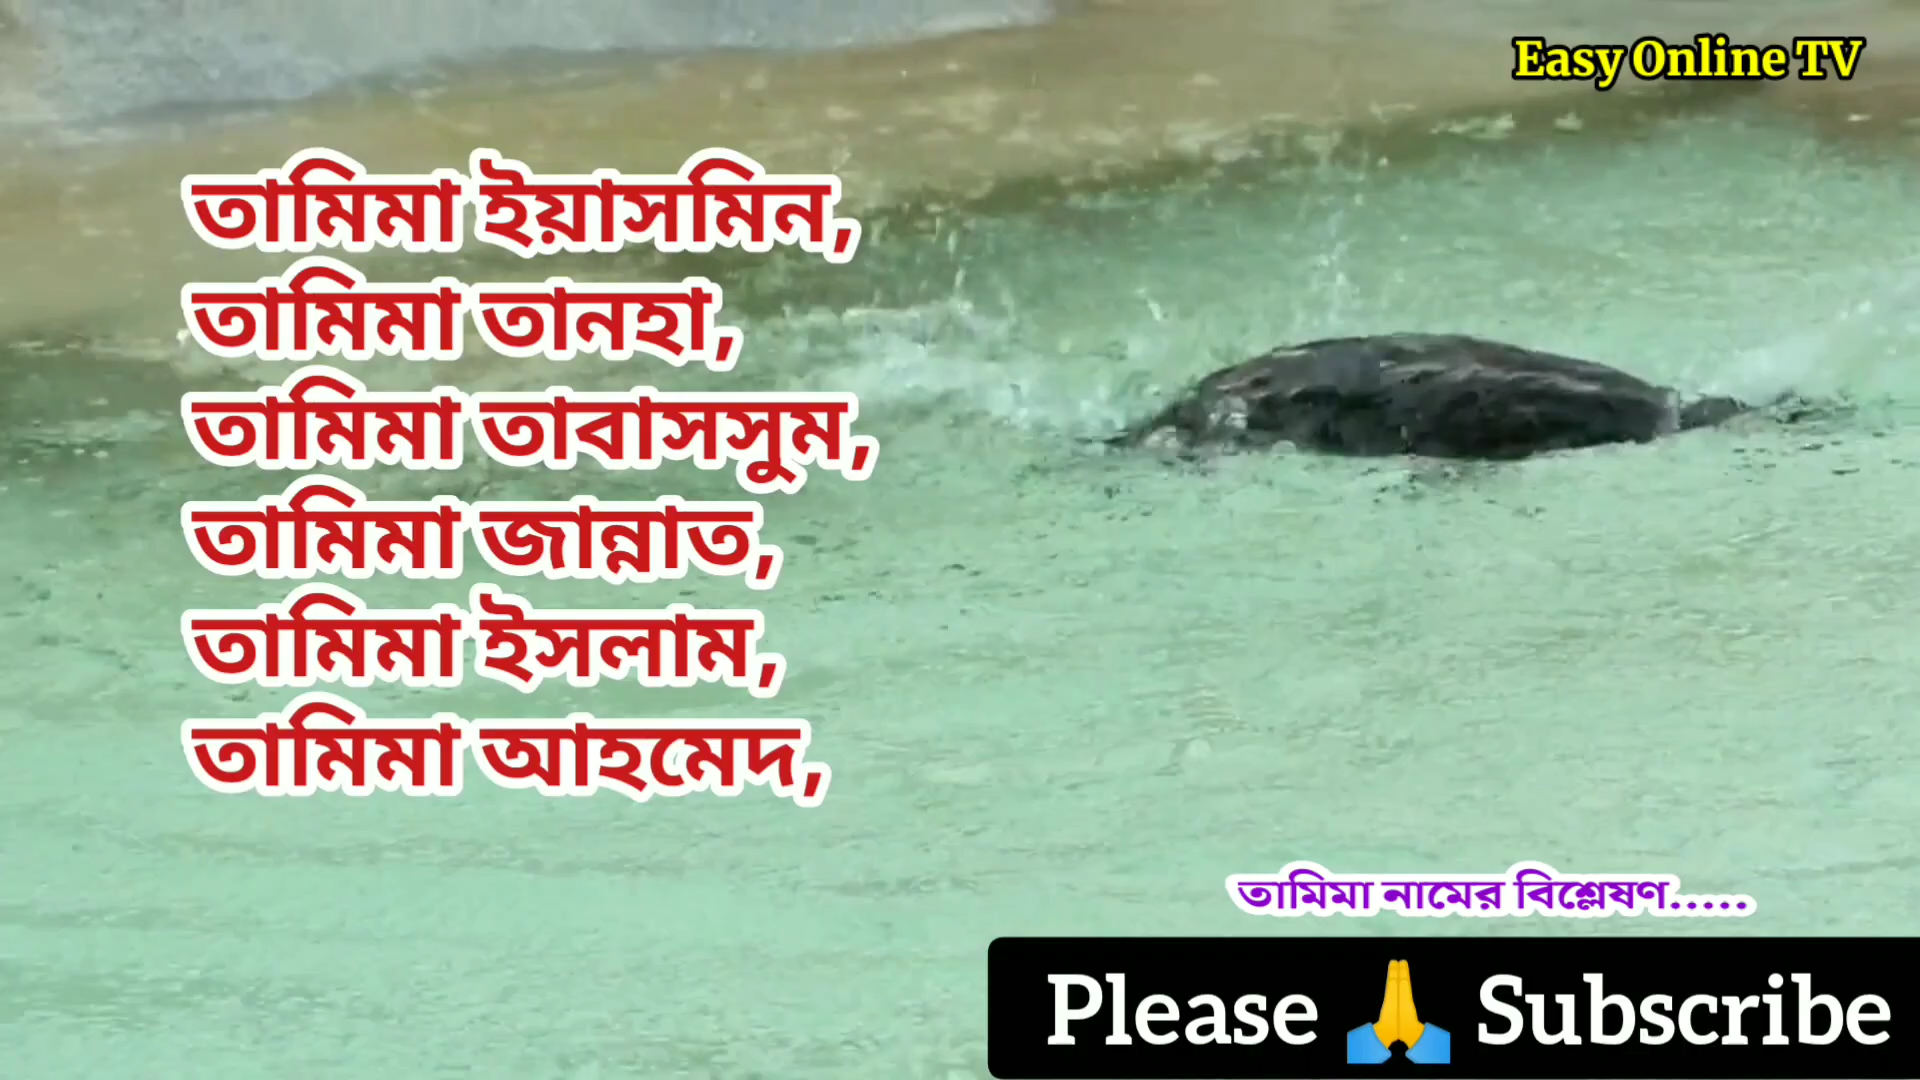 Easy Online TV
তামিমা ইয়াসমিন,
তামিমা তানহা,
তামিমা তাবাসসুম,
তামিমা জান্নাত,
তামিমা ইসলাম,
তামিমা আহমেদ,
তামিমা নামের বিশ্লেষণ.....
Please 🙏 Subscribe